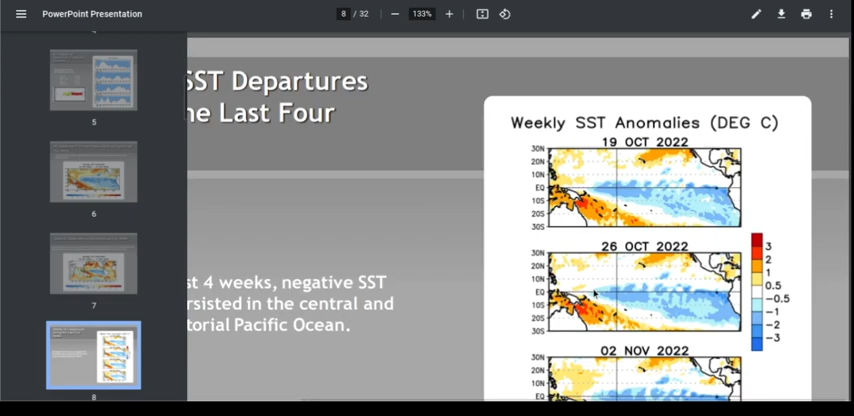 PowerPoint Presentation
8 / 32
133%
5
6
7
8
SST Departures
ne Last Four
st 4 weeks, negative SST
rsisted in the central and
torial Pacific Ocean.
Weekly SST Anomalies (DEG C)
19 OCT 2022
30N
20N
10N
EQ
10S
20S
30S
26 OCT 2022
30N
20N
10N
EQ
10S
20S
30S
02 NOV 2022
30N
20N
10N
EQ
3
2
1
0.5
-0.5
-1
-2
-3